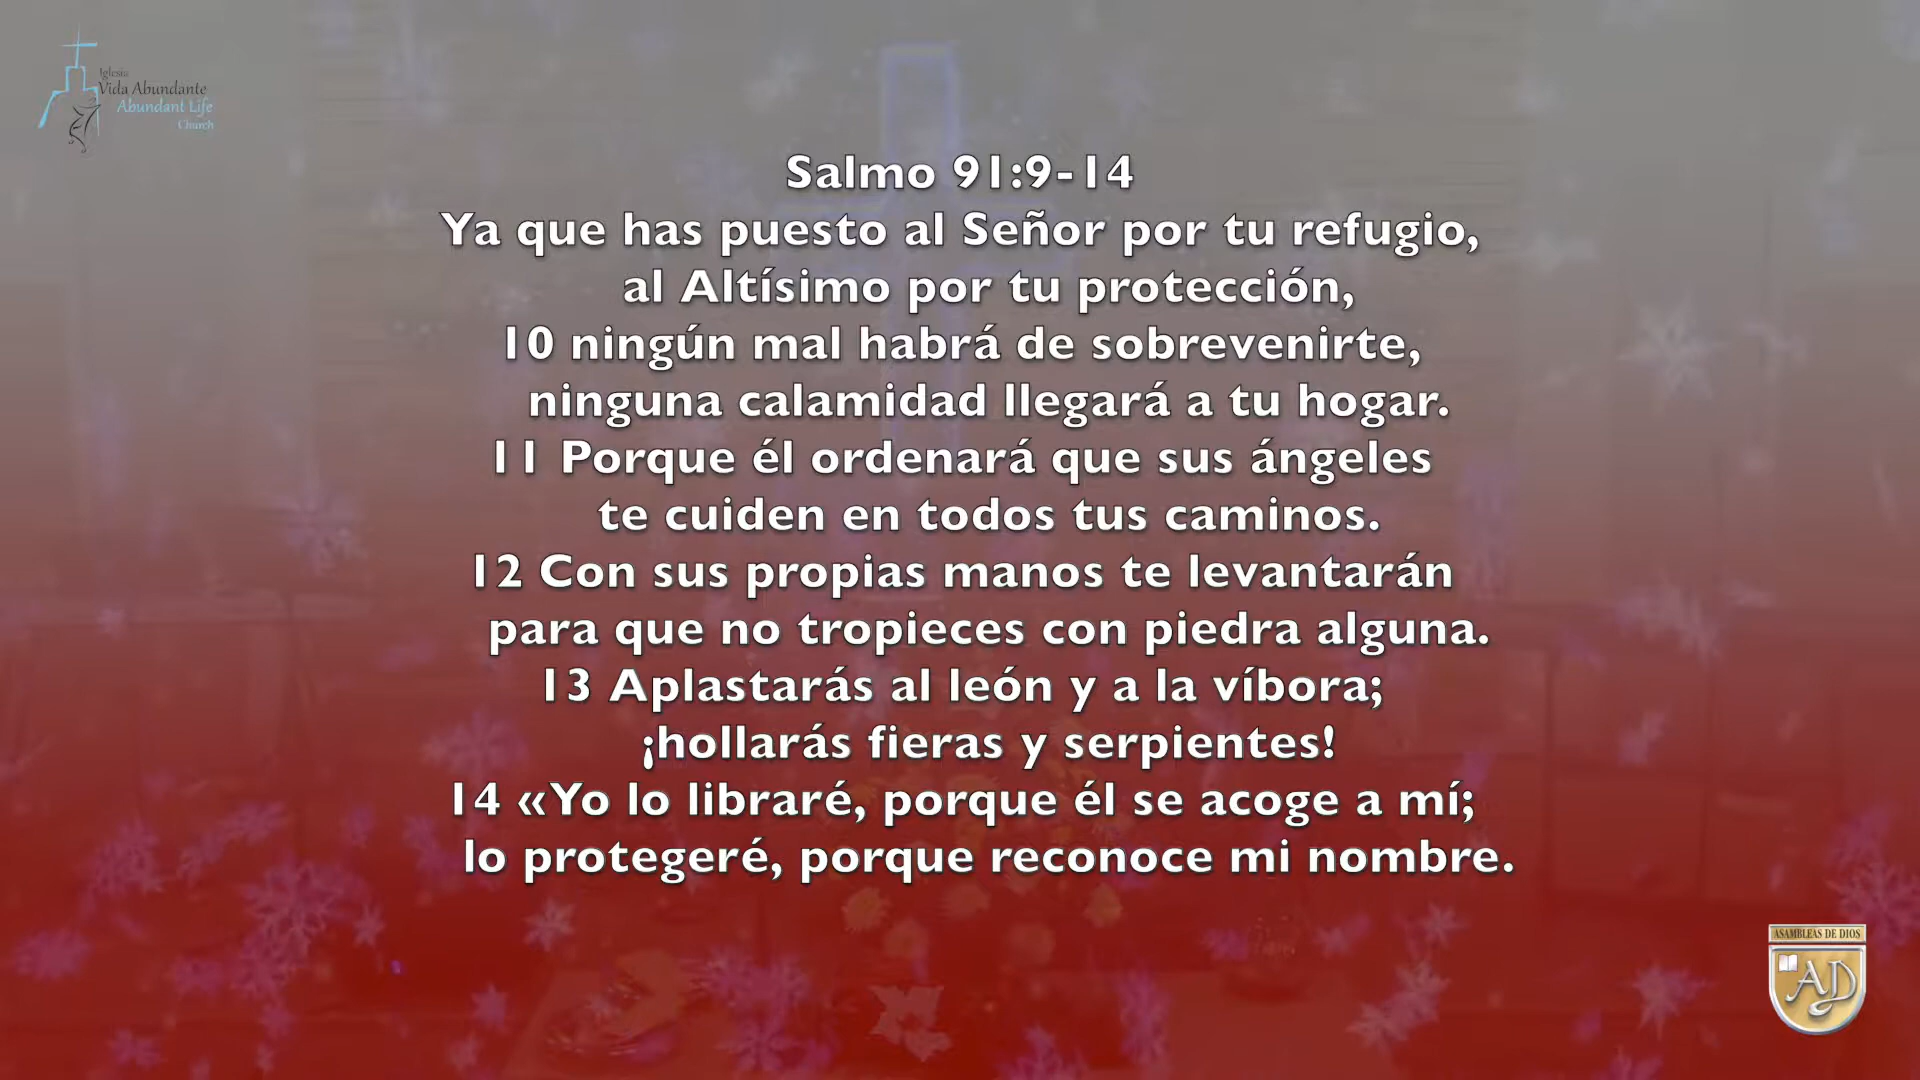 Iglesia
Vida Abundante
Abundant Life
Church
Salmo 91:9-14
Ya que has puesto al Señor por tu refugio,
al Altísimo por tu protección,
10 ningún mal habrá de sobrevenirte,
ninguna calamidad llegará a tu hogar.
11 Porque él ordenará que sus ángeles
te cuiden en todos tus caminos.
12 Con sus propias manos te levantarán
para que no tropieces con piedra alguna.
13 Aplastarás al león y a la víbora;
¡hollarás fieras y serpientes!
14 «Yo lo libraré, porque él se acoge a mí;
lo protegeré, porque reconoce mi nombre.
ASAMBLEAS DE DIOS
AD